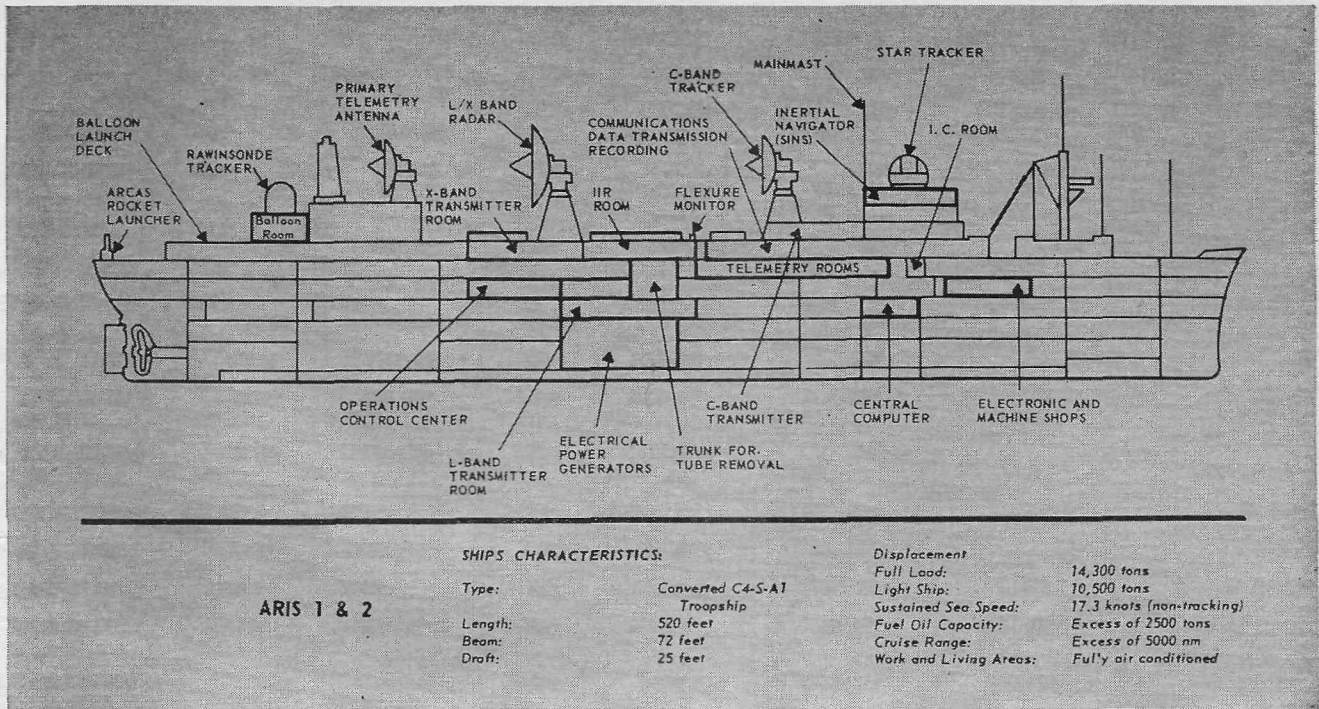 BALLOON
LAUNCH
DECK
ARCAS
ROCKET
LAUNCHER
RAWINSONDE
TRACKER
Balloon
Room
PRIMARY
TELEMETRY
ANTENNA
X-BAND
TRANSMITTER
ROOM
L/X BAND
RADAR
IIR
ROOM
FLEXURE
MONITOR
COMMUNICATIONS
DATA TRANSMISSION
RECORDING
C-BAND
TRACKER
MAINMAST
STAR TRACKER
INERTIAL
NAVIGATOR
(SINS)
I.C. ROOM
TELEMETRY ROOMS
OPERATIONS
CONTROL CENTER
L-BAND
TRANSMITTER
ROOM
ELECTRICAL
POWER
GENERATORS
TRUNK FOR.
TUBE REMOVAL
C-BAND
TRANSMITTER
CENTRAL
COMPUTER
ELECTRONIC AND
MACHINE SHOPS
ARIS 1 & 2
SHIPS CHARACTERISTICS:
Type: Converted C4-S-A1
Troopship
Length: 520 feet
Beam: 72 feet
Draft: 25 feet
Displacement
Full Load: 14,300 tons
Light Ship: 10,500 tons
Sustained Sea Speed: 17.3 knots (non-tracking)
Fuel Oil Capacity: Excess of 2500 tons
Cruise Range: Excess of 5000 nm
Work and Living Areas: Ful'y air conditioned